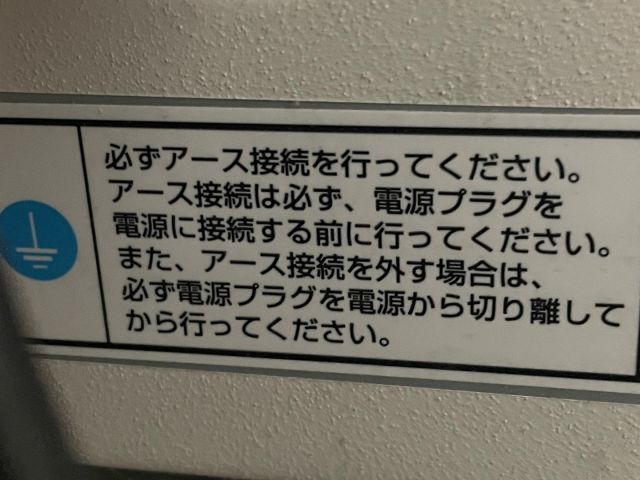 必ずアース接続を行ってください。
アース接続は必ず、電源プラグを
電源に接続する前に行ってください。
また、アース接続を外す場合は、
必ず電源プラグを電源から切り離して
から行ってください。